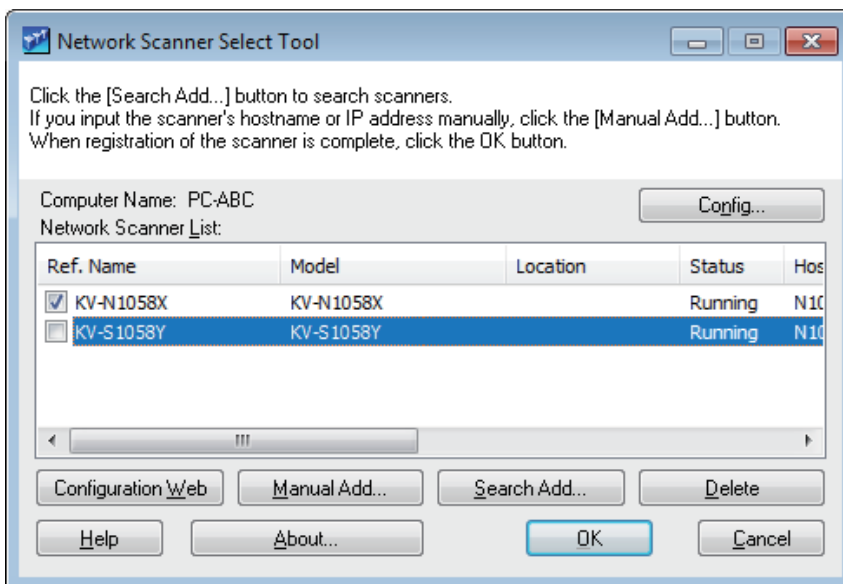 Network Scanner Select Tool
Click the [Search Add...] button to search scanners.
If you input the scanner's hostname or IP address manually, click the [Manual Add...] button.
When registration of the scanner is complete, click the OK button.
Computer Name: PC-ABC
Config...
Network Scanner List:
Ref. Name Model Location Status Hos
KV-N1058X KV-N1058X Running N10
KV-S1058Y KV-S1058Y Running N10
Configuration Web Manual Add... Search Add... Delete
Help About... OK Cancel